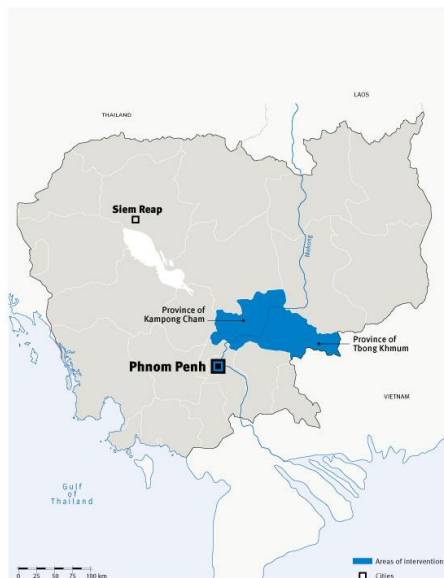 LAOS
THAILAND
Siem Reap
Mekong
Province of
Kampong Cham
Province of
Tbong Khmum
Phnom Penh
VIETNAM
Gulf
of
Thailand
Areas of intervention
0 25 50 75 100 km
Cities